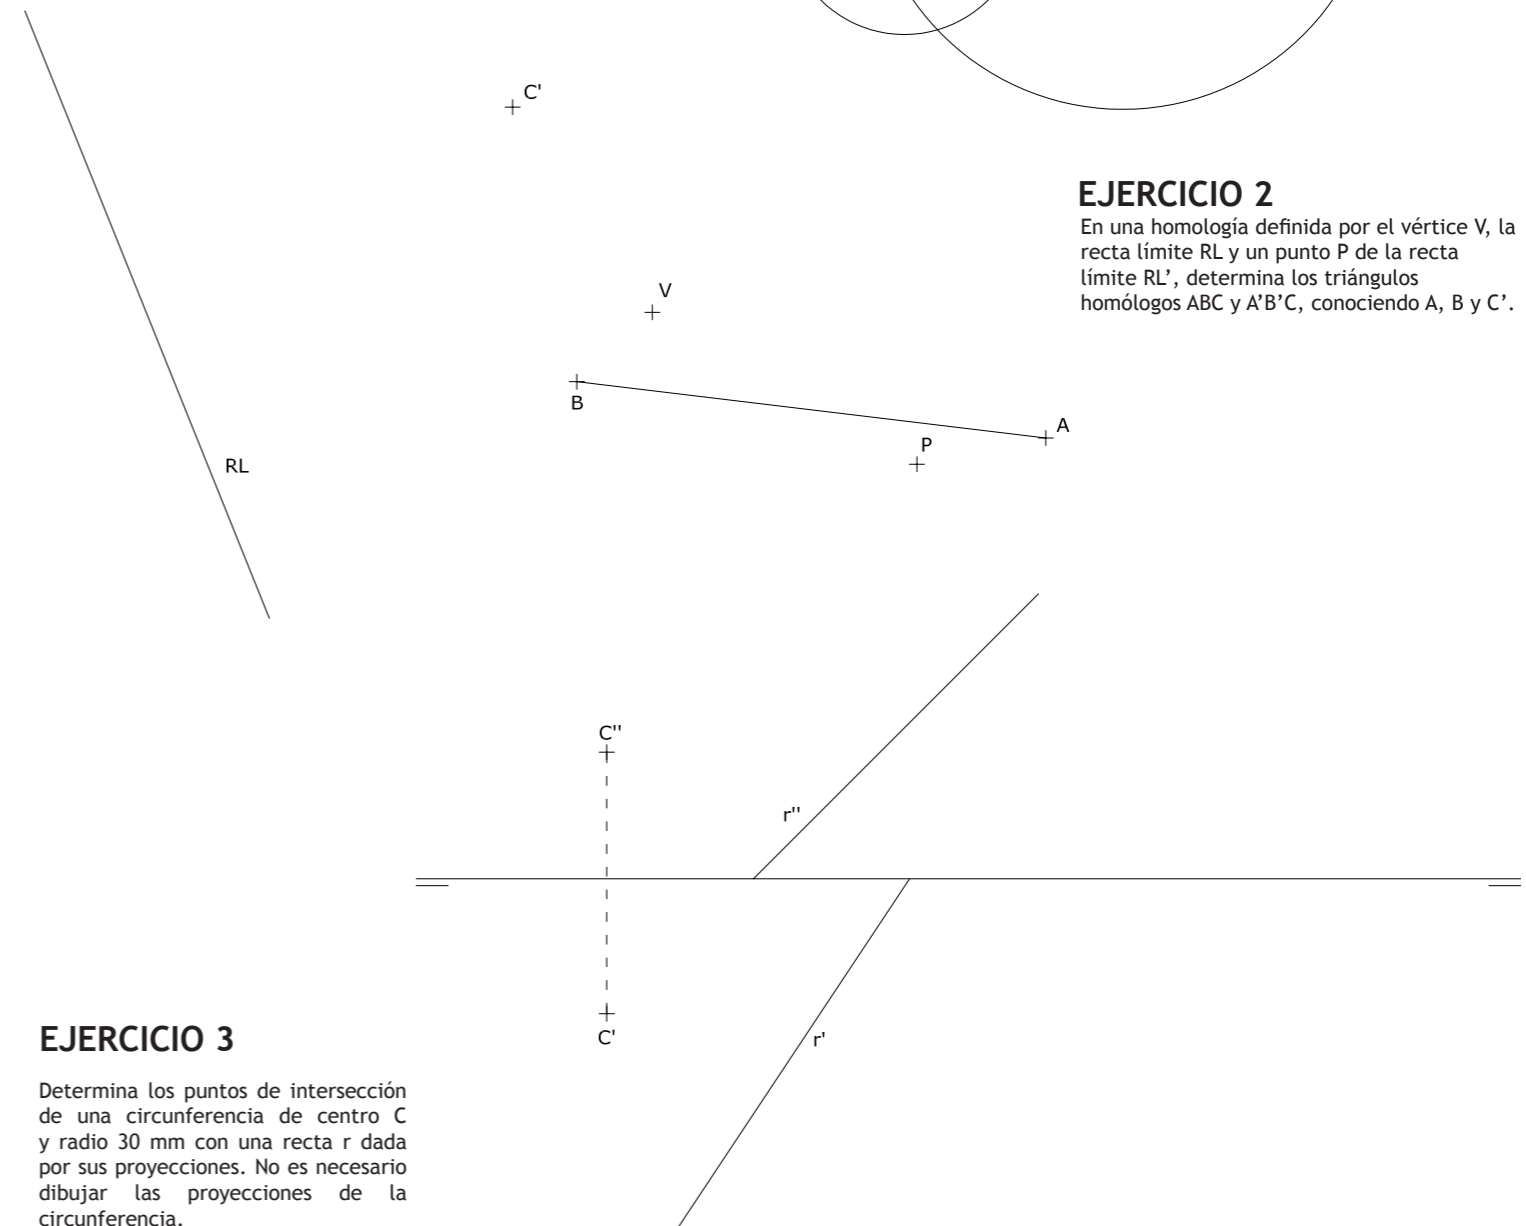 C'
EJERCICIO 2
En una homología definida por el vértice V, la
recta límite RL y un punto P de la recta
límite RL’, determina los triángulos
homólogos ABC y A’B’C, conociendo A, B y C’.
V
B
A
P
RL
C''
r''
C'
r'
EJERCICIO 3
Determina los puntos de intersección
de una circunferencia de centro C
y radio 30 mm con una recta r dada
por sus proyecciones. No es necesario
dibujar las proyecciones de la
circunferencia.